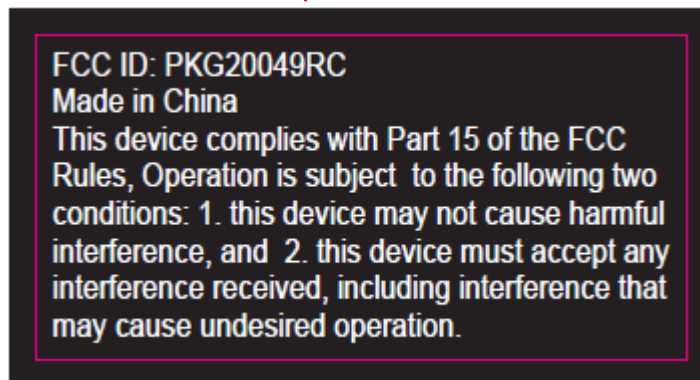 FCC ID: PKG20049RC
Made in China
This device complies with Part 15 of the FCC
Rules, Operation is subject  to the following two
conditions: 1. this device may not cause harmful
interference, and  2. this device must accept any
interference received, including interference that
may cause undesired operation.